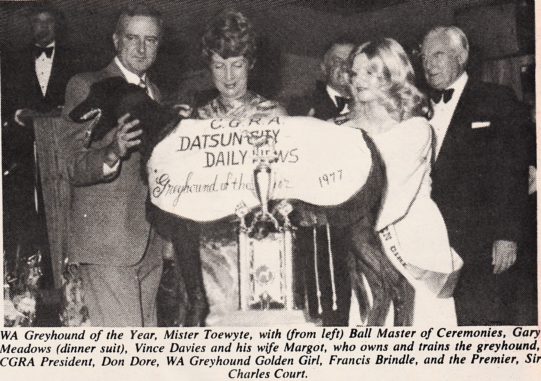 C.G.R.A
DATSUN CITY
DAILY NEWS
Greyhound of the 1977
WA Greyhound of the Year, Mister Toewyte, with (from left) Ball Master of Ceremonies, Gary
Meadows (dinner suit), Vince Davies and his wife Margot, who owns and trains the greyhound,
CGRA President, Don Dore, WA Greyhound Golden Girl, Francis Brindle, and the Premier, Sir
Charles Court.